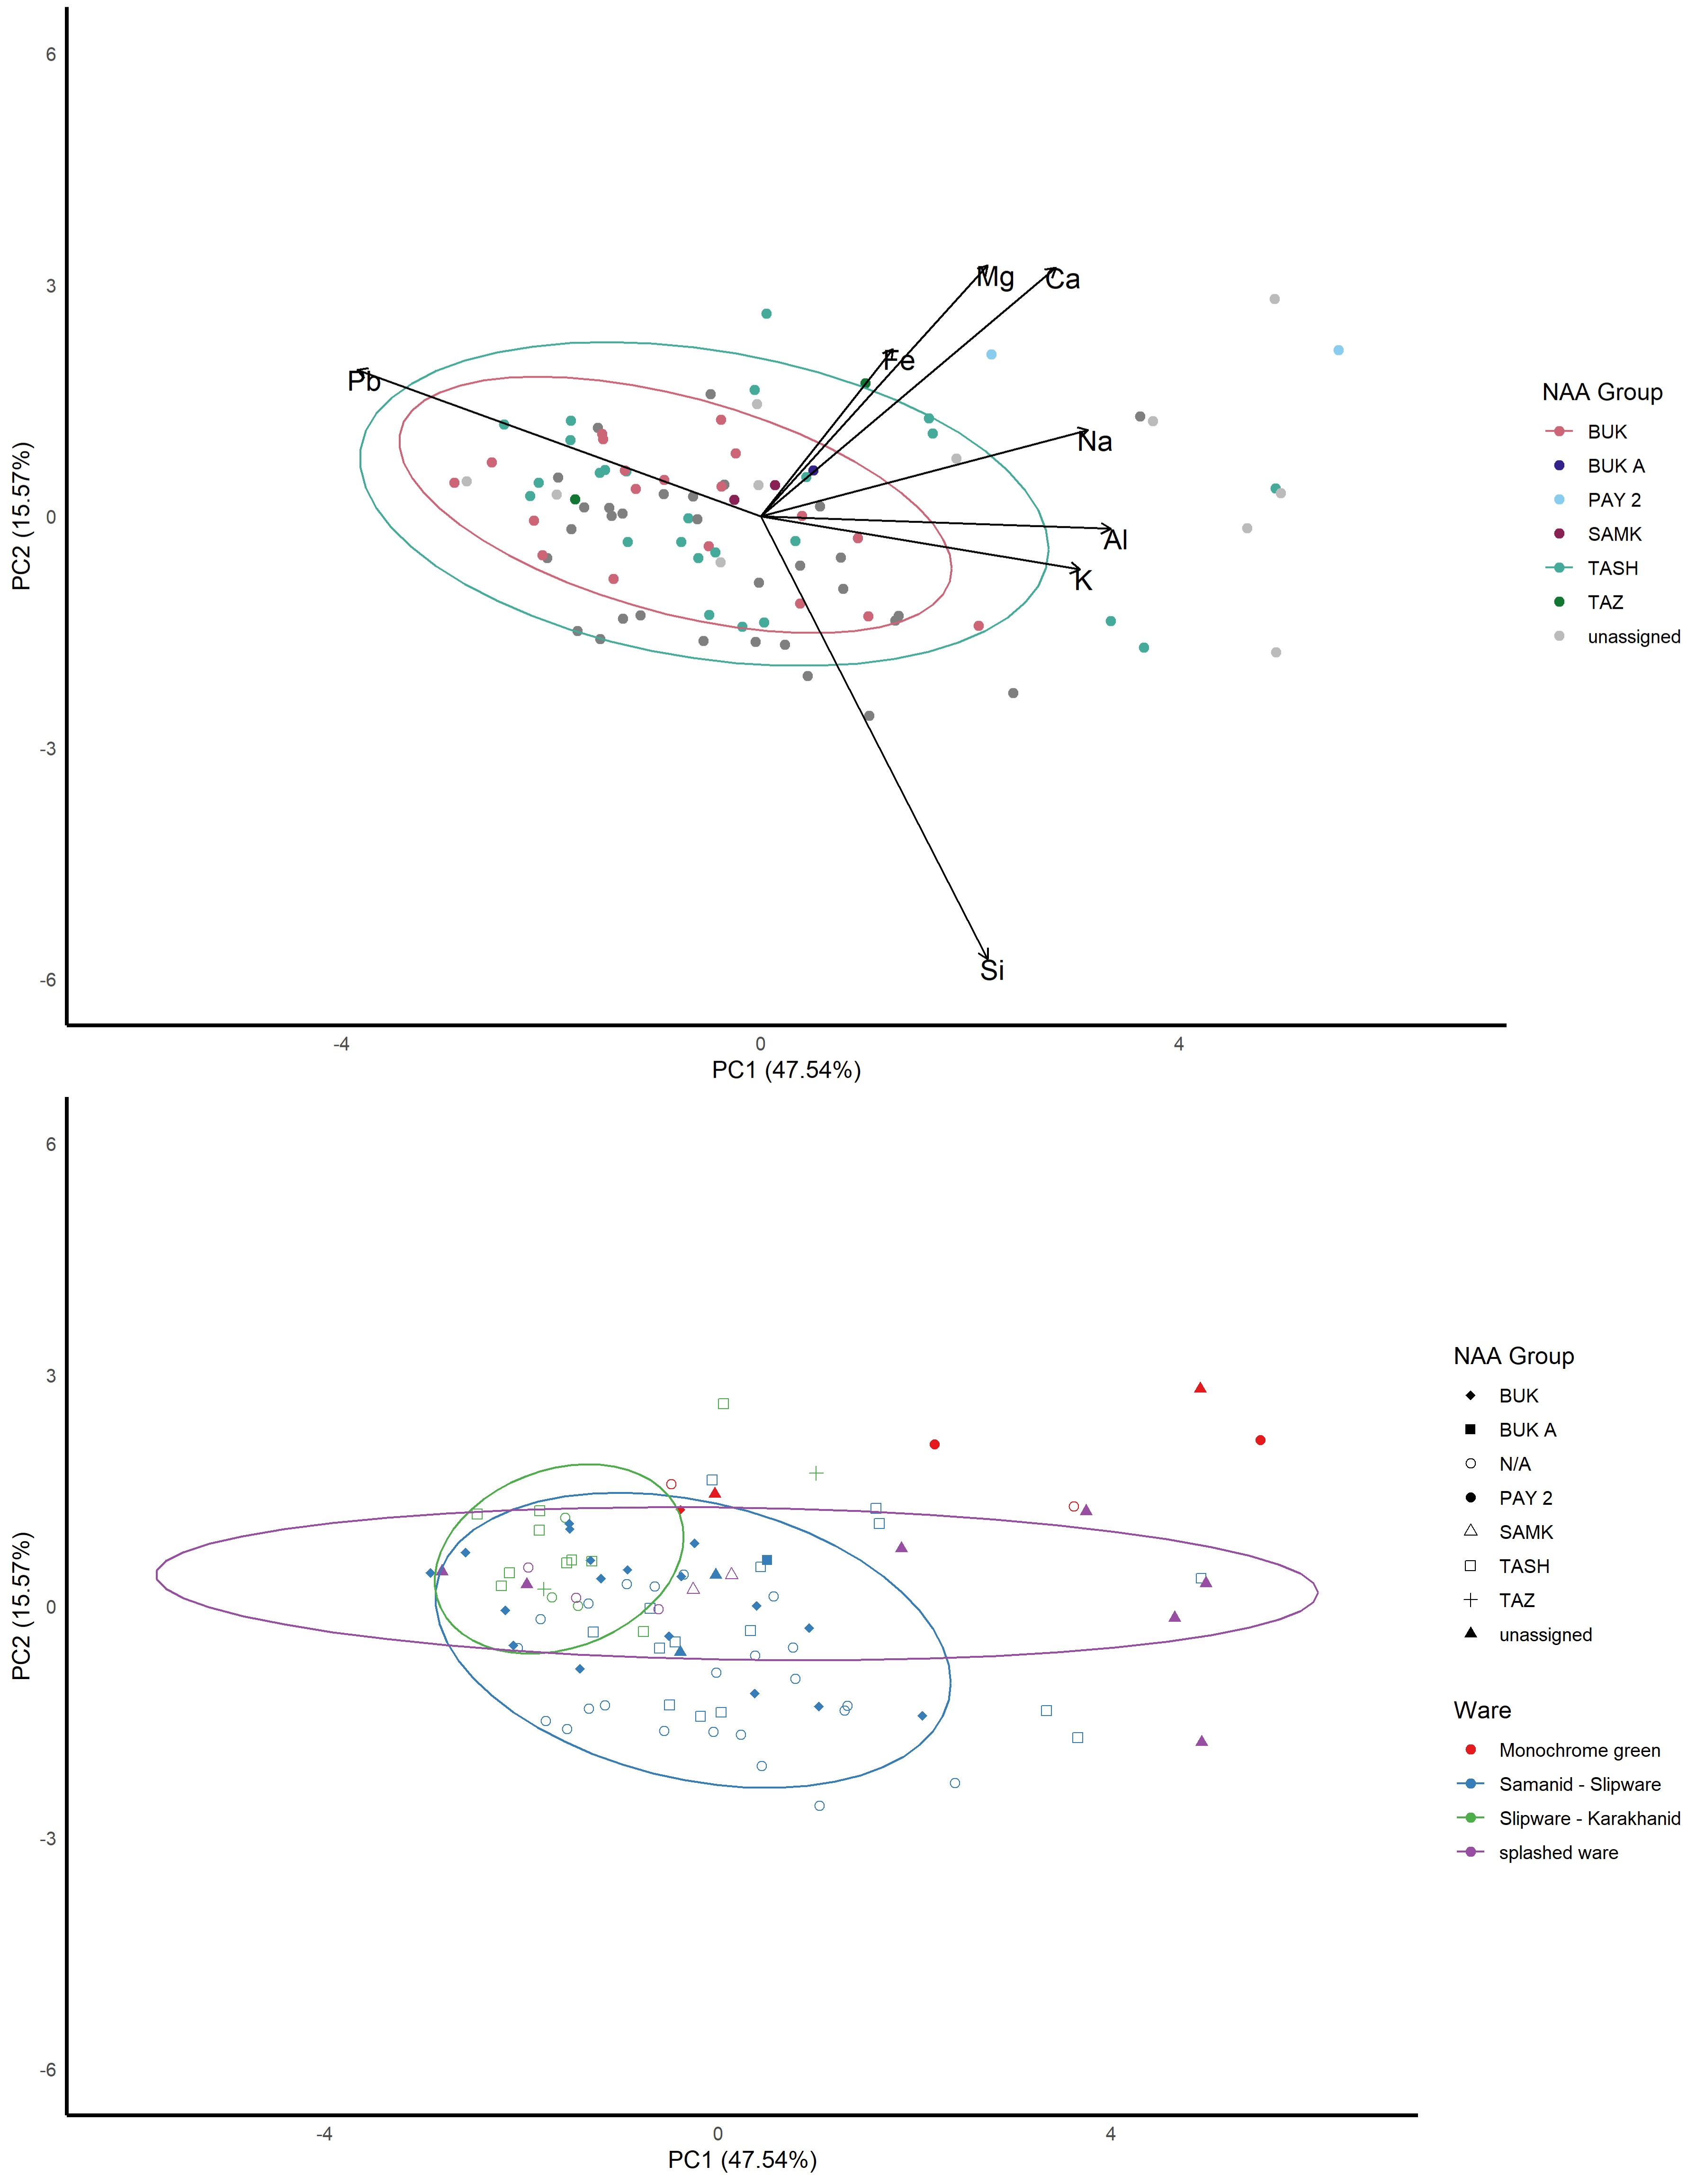 6
3
0
-3
-6
PC2 (15.57%)
Mg
Ca
Fe
Pb
Na
Al
K
Si
-4
0
4
PC1 (47.54%)
NAA Group
BUK
BUK A
PAY 2
SAMK
TASH
TAZ
unassigned
6
3
0
-3
-6
PC2 (15.57%)
-4
0
4
PC1 (47.54%)
NAA Group
BUK
BUK A
N/A
PAY 2
SAMK
TASH
TAZ
unassigned
Ware
Monochrome green
Samanid - Slipware
Slipware - Karakhanid
splashed ware